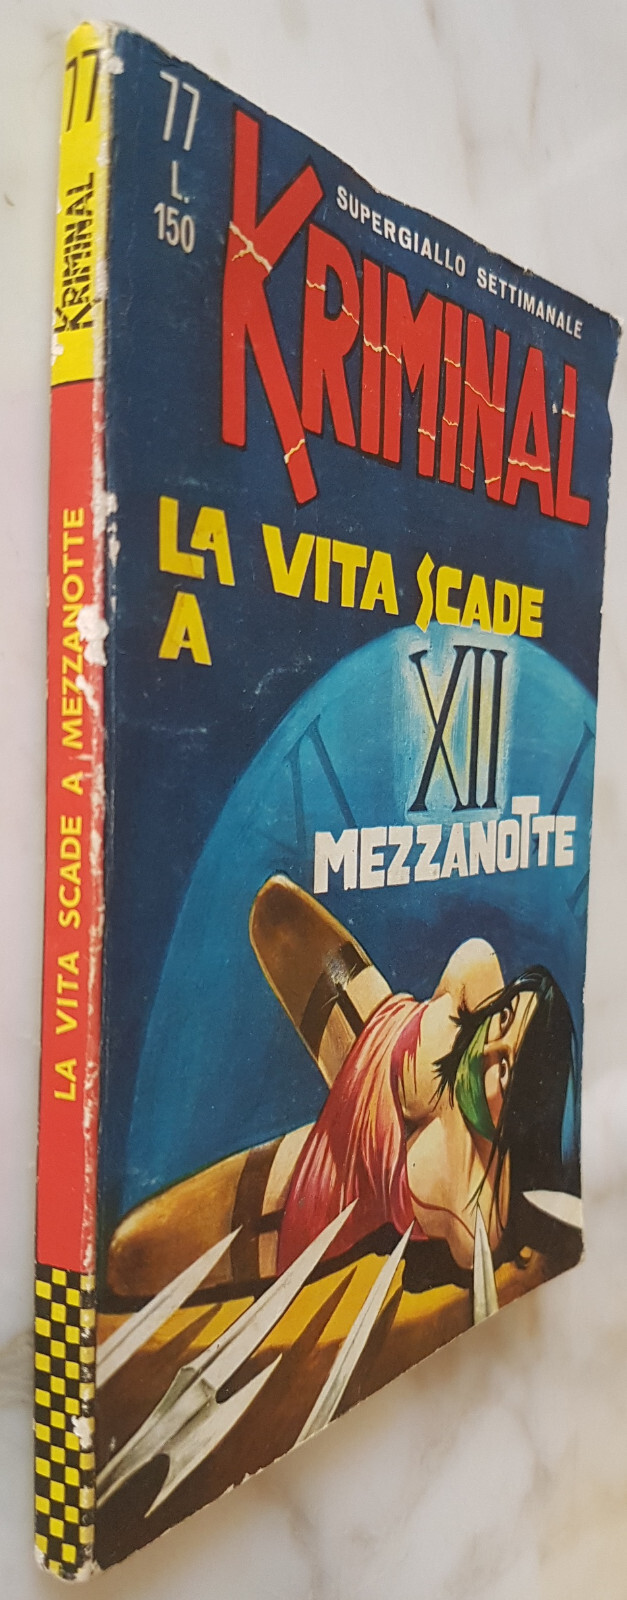 77
KRIMINAL
LA VITA SCADE A MEZZANOTTE
77
L.
150
SUPERGIALLO SETTIMANALE
KRIMINAL
LA VITA SCADE
A
XII
MEZZANOTTE